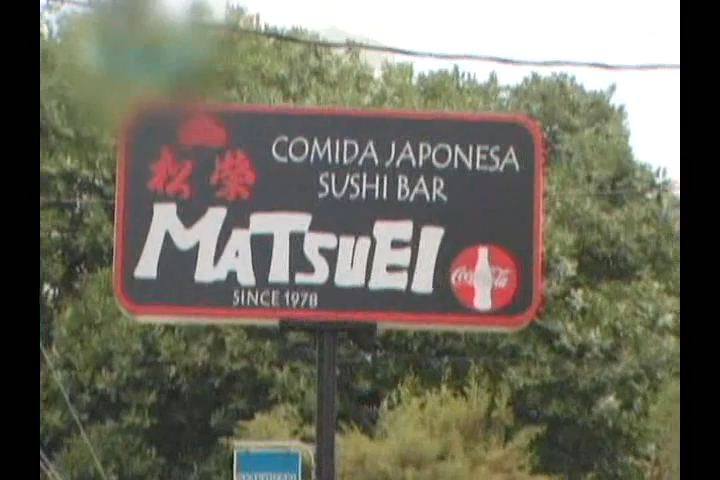 COMIDA JAPONESA
SUSHI BAR
松榮
MATSUEI
SINCE 1978
Coca-Cola